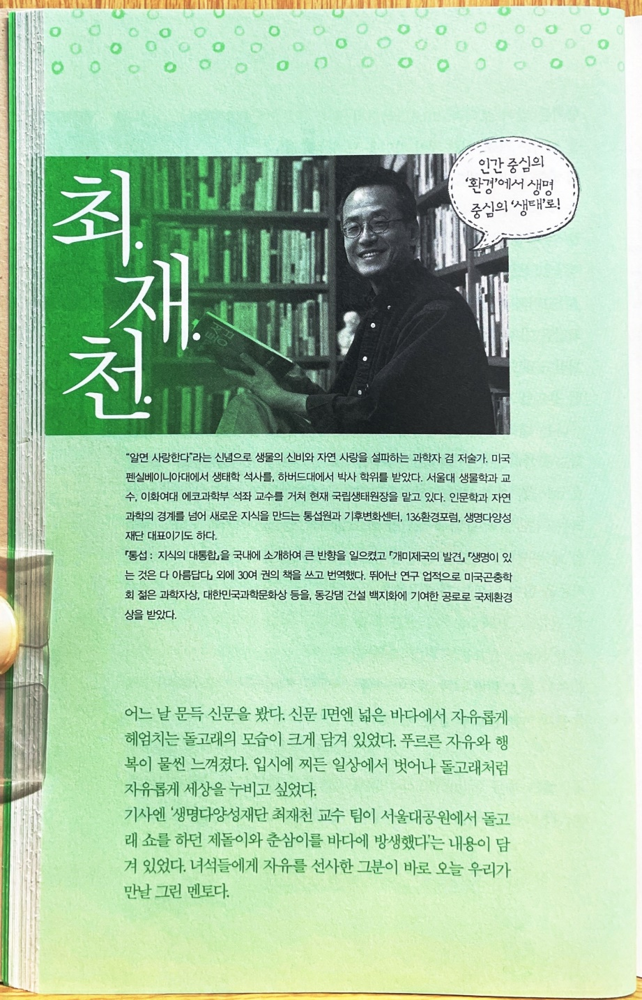 최.
재.
천.
인간 중심의
‘환경’에서 생명
중심의 ‘생태’로!
“알면 사랑한다”라는 신념으로 생물의 신비와 자연 사랑을 설파하는 과학자 겸 저술가. 미국
펜실베이니아대에서 생태학 석사를, 하버드대에서 박사 학위를 받았다. 서울대 생물학과 교
수, 이화여대 에코과학부 석좌 교수를 거쳐 현재 국립생태원장을 맡고 있다. 인문학과 자연
과학의 경계를 넘어 새로운 지식을 만드는 통섭원과 기후변화센터, 136환경포럼, 생명다양성
재단 대표이기도 하다.
『통섭 : 지식의 대통합』을 국내에 소개하여 큰 반향을 일으켰고 『개미제국의 발견』 『생명이 있
는 것은 다 아름답다』 외에 30여 권의 책을 쓰고 번역했다. 뛰어난 연구 업적으로 미국곤충학
회 젊은 과학자상, 대한민국과학문화상 등을, 동강댐 건설 백지화에 기여한 공로로 국제환경
상을 받았다.
어느 날 문득 신문을 봤다. 신문 1면엔 넓은 바다에서 자유롭게
헤엄치는 돌고래의 모습이 크게 담겨 있었다. 푸르른 자유와 행
복이 물씬 느껴졌다. 입시에 찌든 일상에서 벗어나 돌고래처럼
자유롭게 세상을 누비고 싶었다.
기사엔 ‘생명다양성재단 최재천 교수 팀이 서울대공원에서 돌고
래 쇼를 하던 제돌이와 춘삼이를 바다에 방생했다’는 내용이 담
겨 있었다. 녀석들에게 자유를 선사한 그분이 바로 오늘 우리가
만날 그린 멘토다.